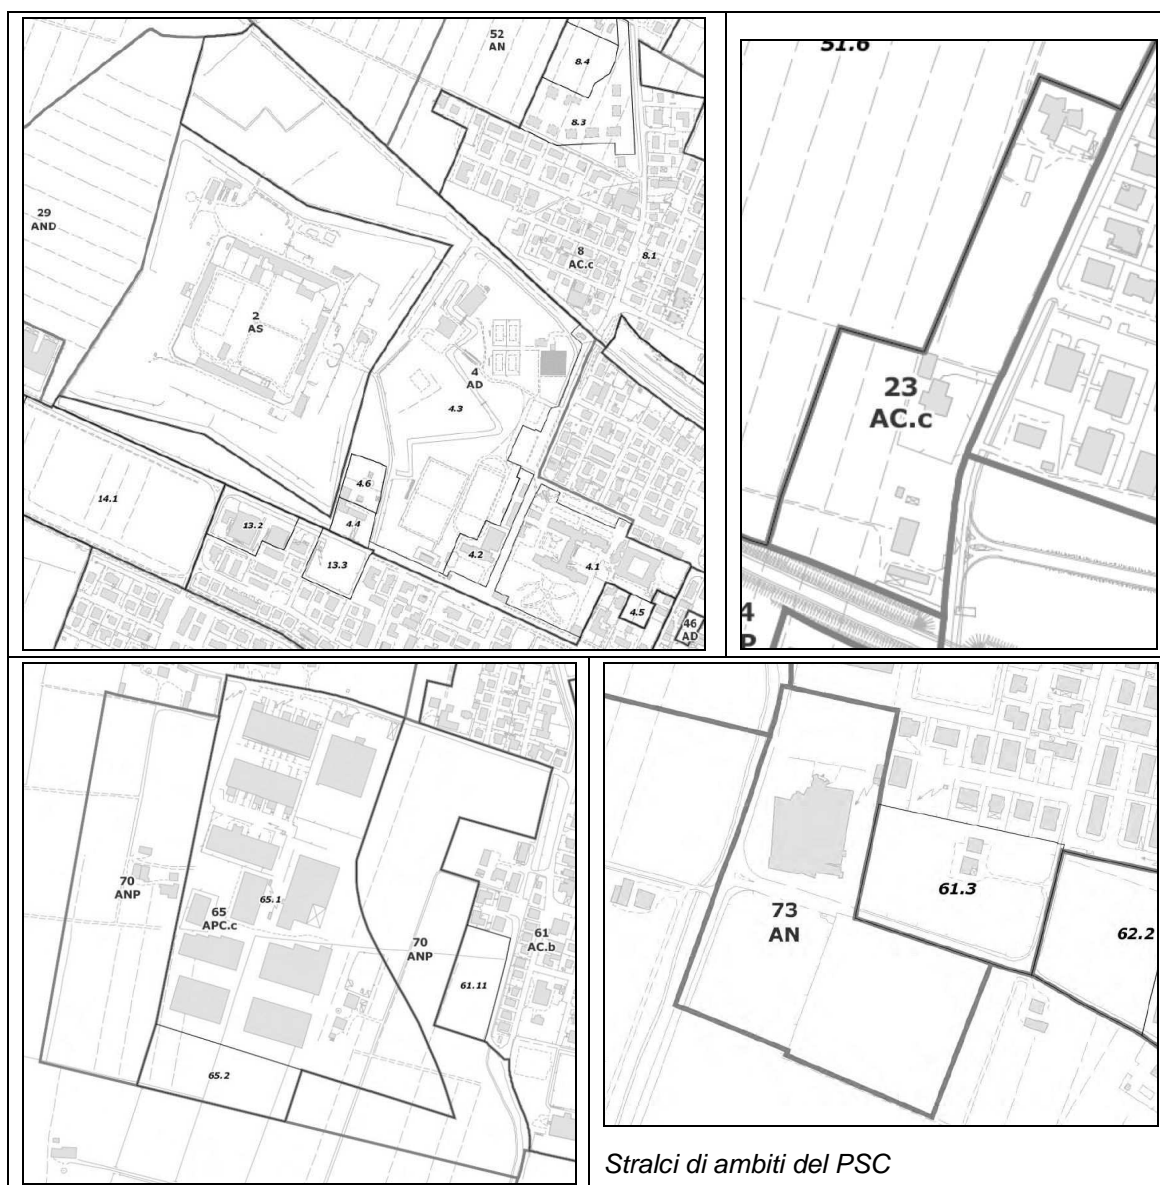 52
AN
8.4
8.3
29
AND
8
AC.c
8.1
2
AS
4
AD
4.3
14.1
4.6
13.2
4.4
13.3
4.2
4.1
4.5
46
AD
51.6
23
AC.c
4
P
70
ANP
65
APC.c
65.1
70
ANP
61
AC.b
61.11
65.2
61.3
73
AN
62.2
Stralci di ambiti del PSC